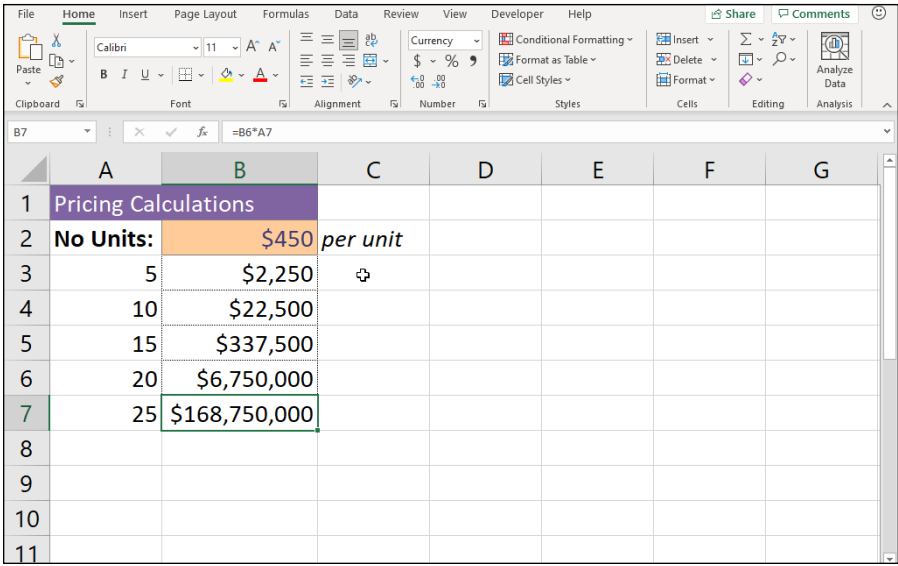 File Home Insert Page Layout Formulas Data Review View Developer Help Share Comments
Paste
Calibri 11 A A
B I U A
ab
Currency
$ % 9
.00 .00
Conditional Formatting
Format as Table
Cell Styles
Insert
Delete
Format
Σ
Analyze
Data
Clipboard Font Alignment Number Styles Cells Editing Analysis
B7 fx =B6*A7
A B C D E F G
1 Pricing Calculations
2 No Units: $450 per unit
3 5 $2,250
4 10 $22,500
5 15 $337,500
6 20 $6,750,000
7 25 $168,750,000
8
9
10
11